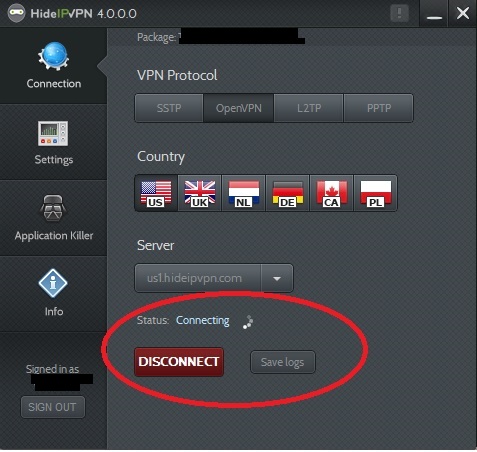 HideIPVPN 4.0.0.0
Package:
Connection
VPN Protocol
SSTP OpenVPN L2TP PPTP
Settings
Country
US UK NL DE CA PL
Application Killer
Server
us1.hideipvpn.com
Info
Status: Connecting
DISCONNECT Save logs
Signed in as
SIGN OUT